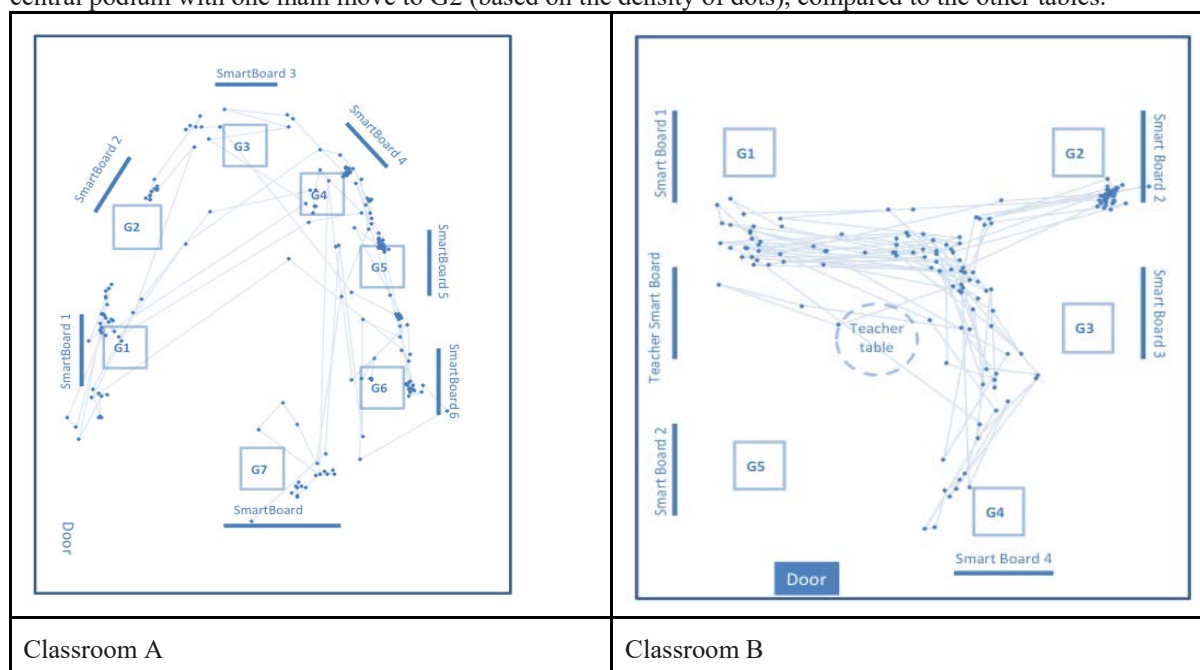 central podium with one main move to G2 (based on the density of dots), compared to the other tables.
SmartBoard 3
SmartBoard 2
SmartBoard 4
G3
G4
G2
G5
SmartBoard 5
SmartBoard 1
G1
G6
SmartBoard6
G7
SmartBoard
Door
Classroom A
Smart Board 1
G1
G2
Smart Board 2
Teacher Smart Board
Teacher
table
G3
Smart Board 3
Smart Board 2
G5
G4
Smart Board 4
Door
Classroom B